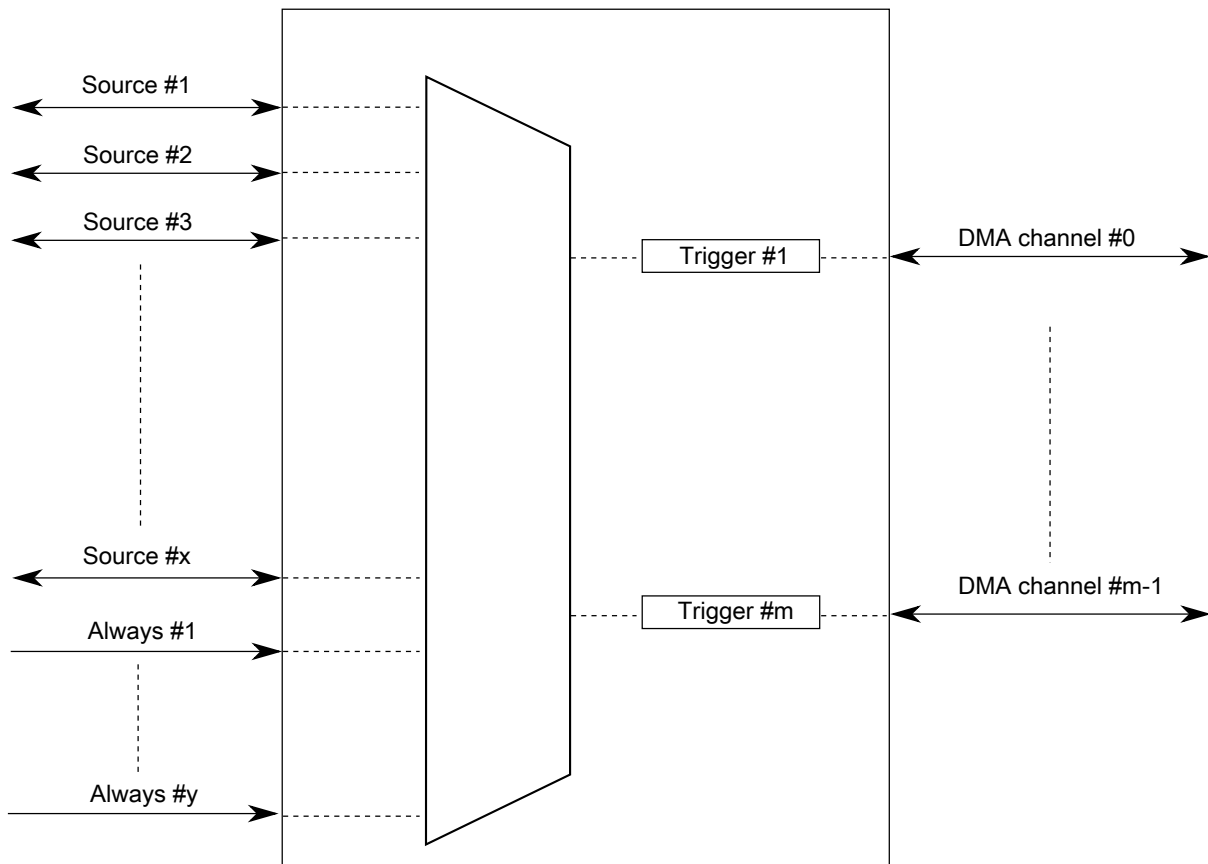 Source #1
Source #2
Source #3
Source #x
Always #1
Always #y
Trigger #1
Trigger #m
DMA channel #0
DMA channel #m-1